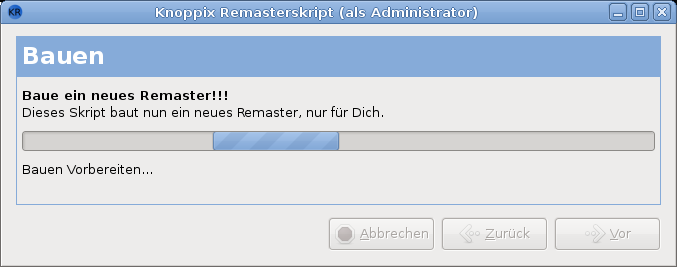 KR Knoppix Remasterskript (als Administrator)
Bauen
Baue ein neues Remaster!!!
Dieses Skript baut nun ein neues Remaster, nur für Dich.
Bauen Vorbereiten...
Abbrechen Zurück Vor